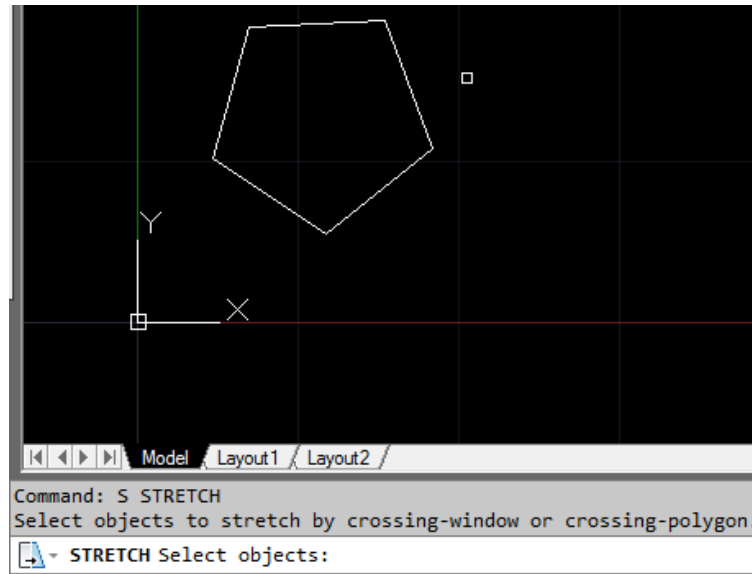 Y
X
Model Layout1 Layout2
Command: S STRETCH
Select objects to stretch by crossing-window or crossing-polygon.
STRETCH Select objects: